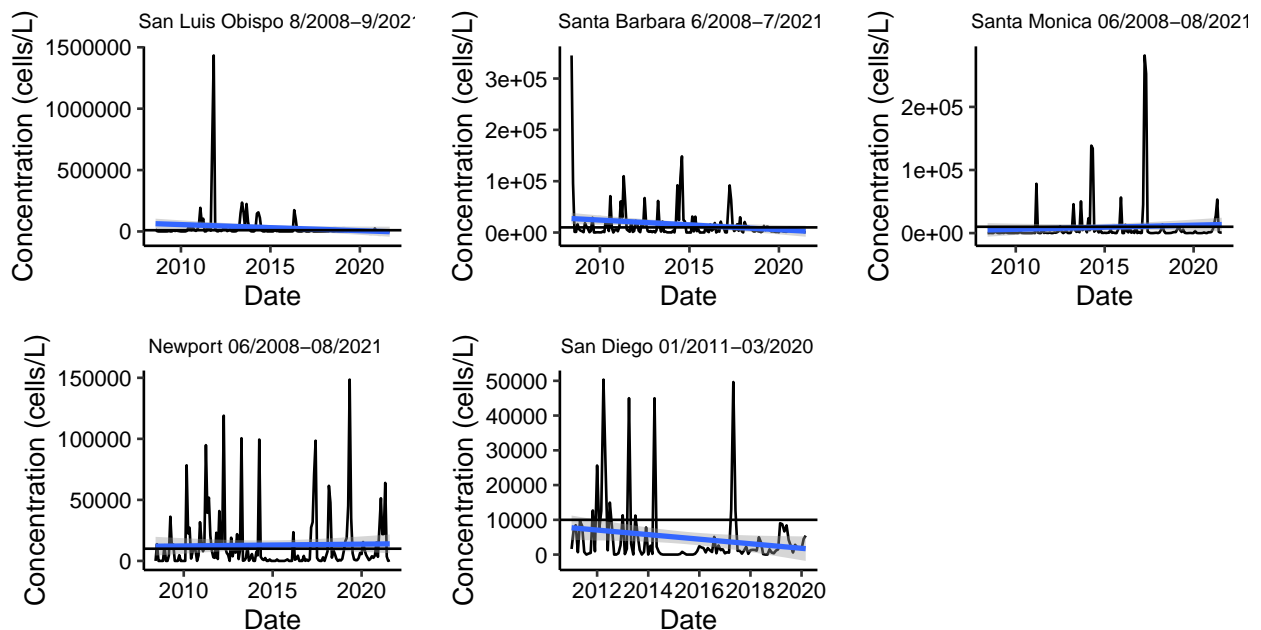 San Luis Obispo 8/2008−9/2021
Concentration (cells/L)
1500000
1000000
500000
0
2010 2015 2020
Date
Santa Barbara 6/2008−7/2021
Concentration (cells/L)
3e+05
2e+05
1e+05
0e+00
2010 2015 2020
Date
Santa Monica 06/2008−08/2021
Concentration (cells/L)
2e+05
1e+05
0e+00
2010 2015 2020
Date
Newport 06/2008−08/2021
Concentration (cells/L)
150000
100000
50000
0
2010 2015 2020
Date
San Diego 01/2011−03/2020
Concentration (cells/L)
50000
40000
30000
20000
10000
0
2012 2014 2016 2018 2020
Date